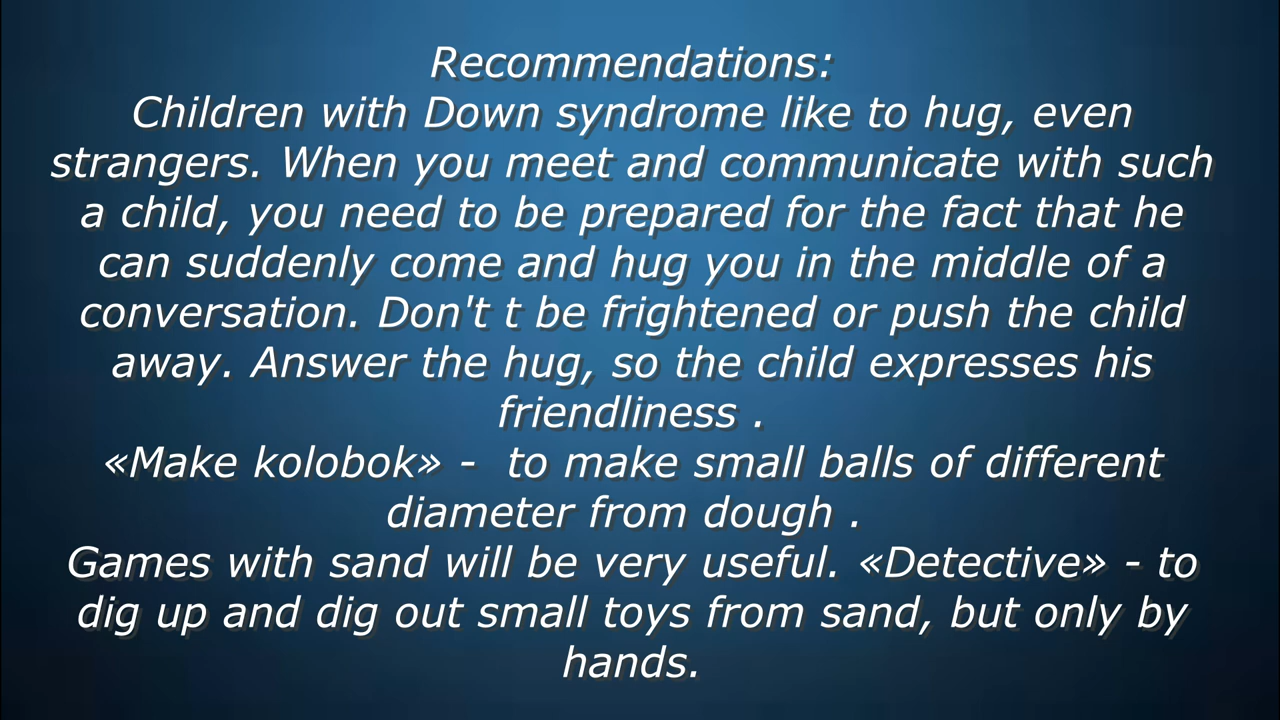 Recommendations:
Children with Down syndrome like to hug, even
strangers. When you meet and communicate with such
a child, you need to be prepared for the fact that he
can suddenly come and hug you in the middle of a
conversation. Don't t be frightened or push the child
away. Answer the hug, so the child expresses his
friendliness .
«Make kolobok» -  to make small balls of different
diameter from dough .
Games with sand will be very useful. «Detective» - to
dig up and dig out small toys from sand, but only by
hands.